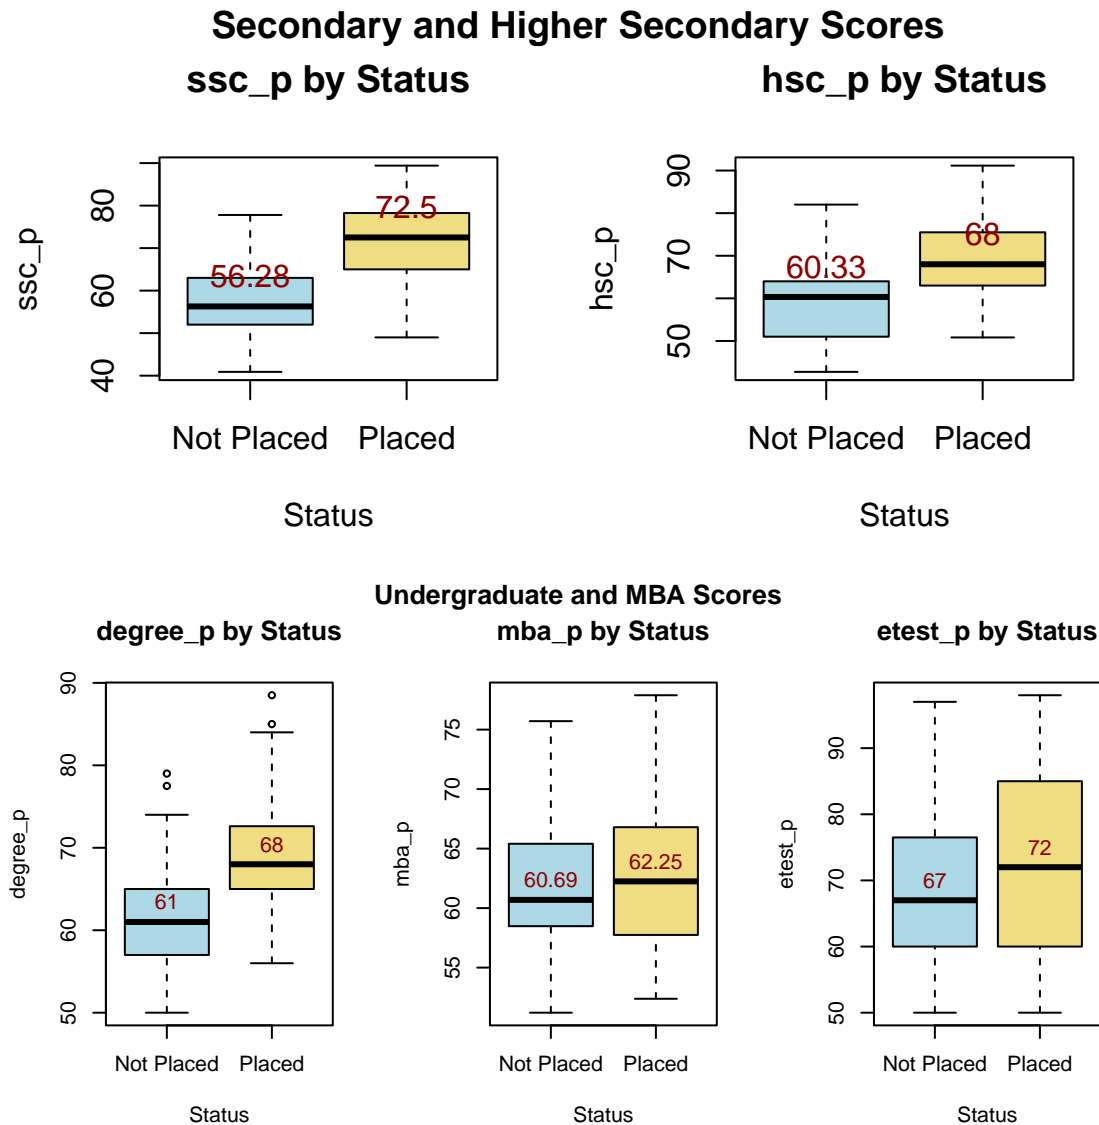 Secondary and Higher Secondary Scores
ssc_p by Status
hsc_p by Status
ssc_p
80
60
40
72.5
56.28
Not Placed
Placed
Status
hsc_p
90
70
50
68
60.33
Not Placed
Placed
Status
Undergraduate and MBA Scores
degree_p by Status
mba_p by Status
etest_p by Status
degree_p
90
80
70
60
50
68
61
Not Placed
Placed
Status
mba_p
75
70
65
60
55
60.69
62.25
Not Placed
Placed
Status
etest_p
90
80
70
60
50
67
72
Not Placed
Placed
Status